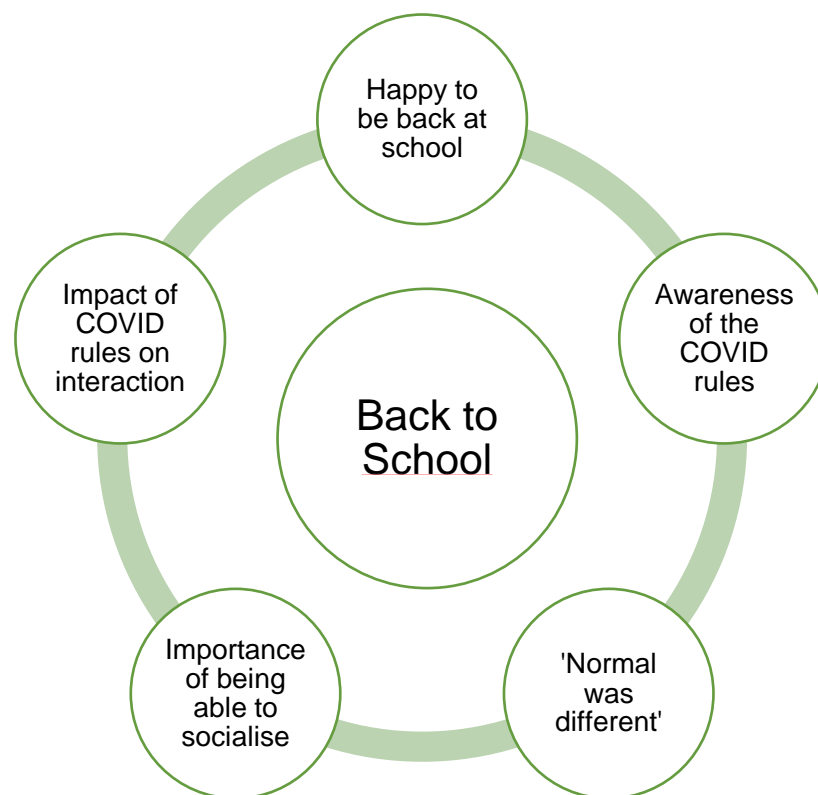 Happy to
be back at
school
Awareness
of the
COVID
rules
'Normal
was
different'
Importance
of being
able to
socialise
Impact of
COVID
rules on
interaction
Back to
School